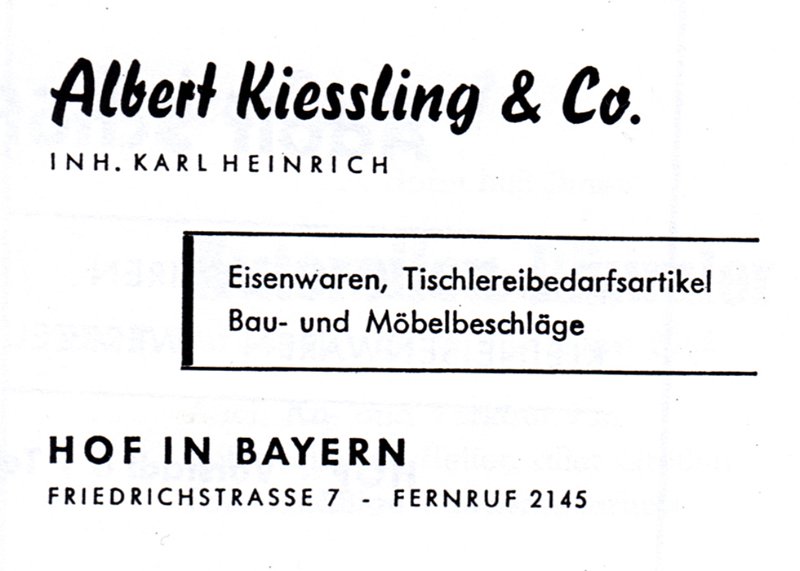 Albert Kiessling & Co.
INH. KARL HEINRICH
Eisenwaren, Tischlereibedarfsartikel
Bau- und Möbelbeschläge
HOF IN BAYERN
FRIEDRICHSTRASSE 7 - FERNRUF 2145